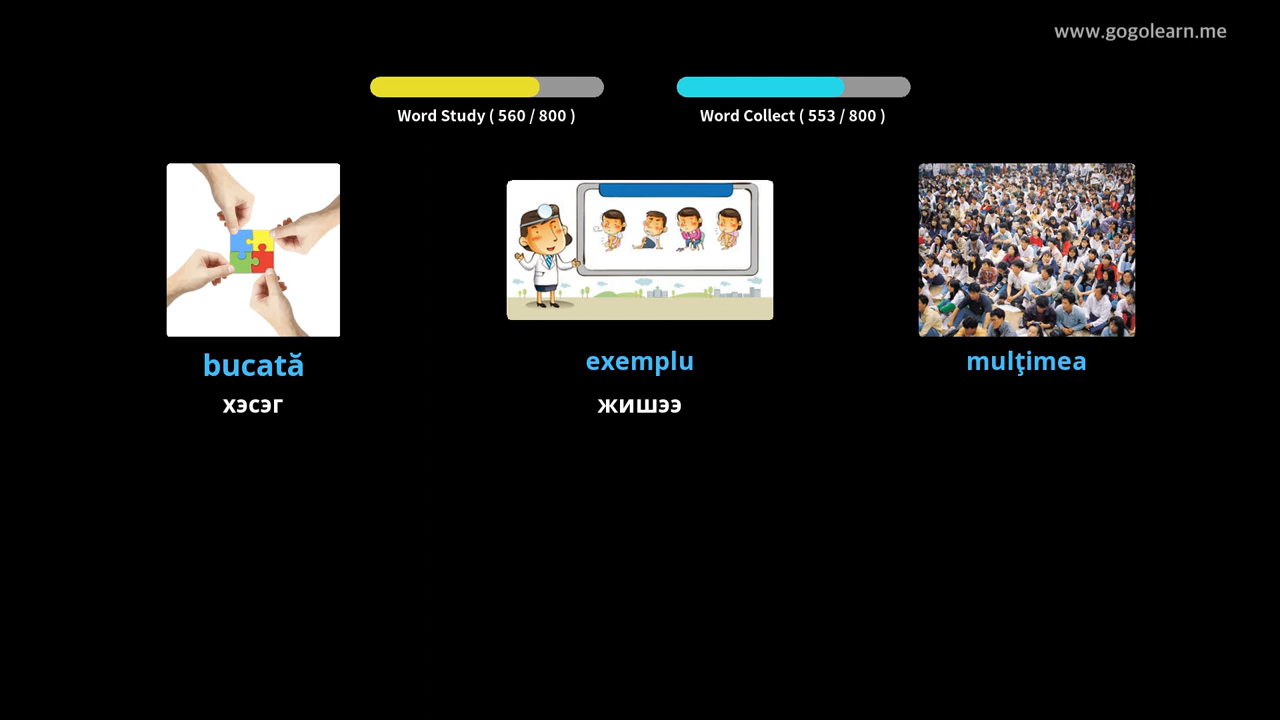 www.gogolearn.me
Word Study ( 560 / 800 )
Word Collect ( 553 / 800 )
bucată
exemplu
mulţimea
хэсэг
жишээ